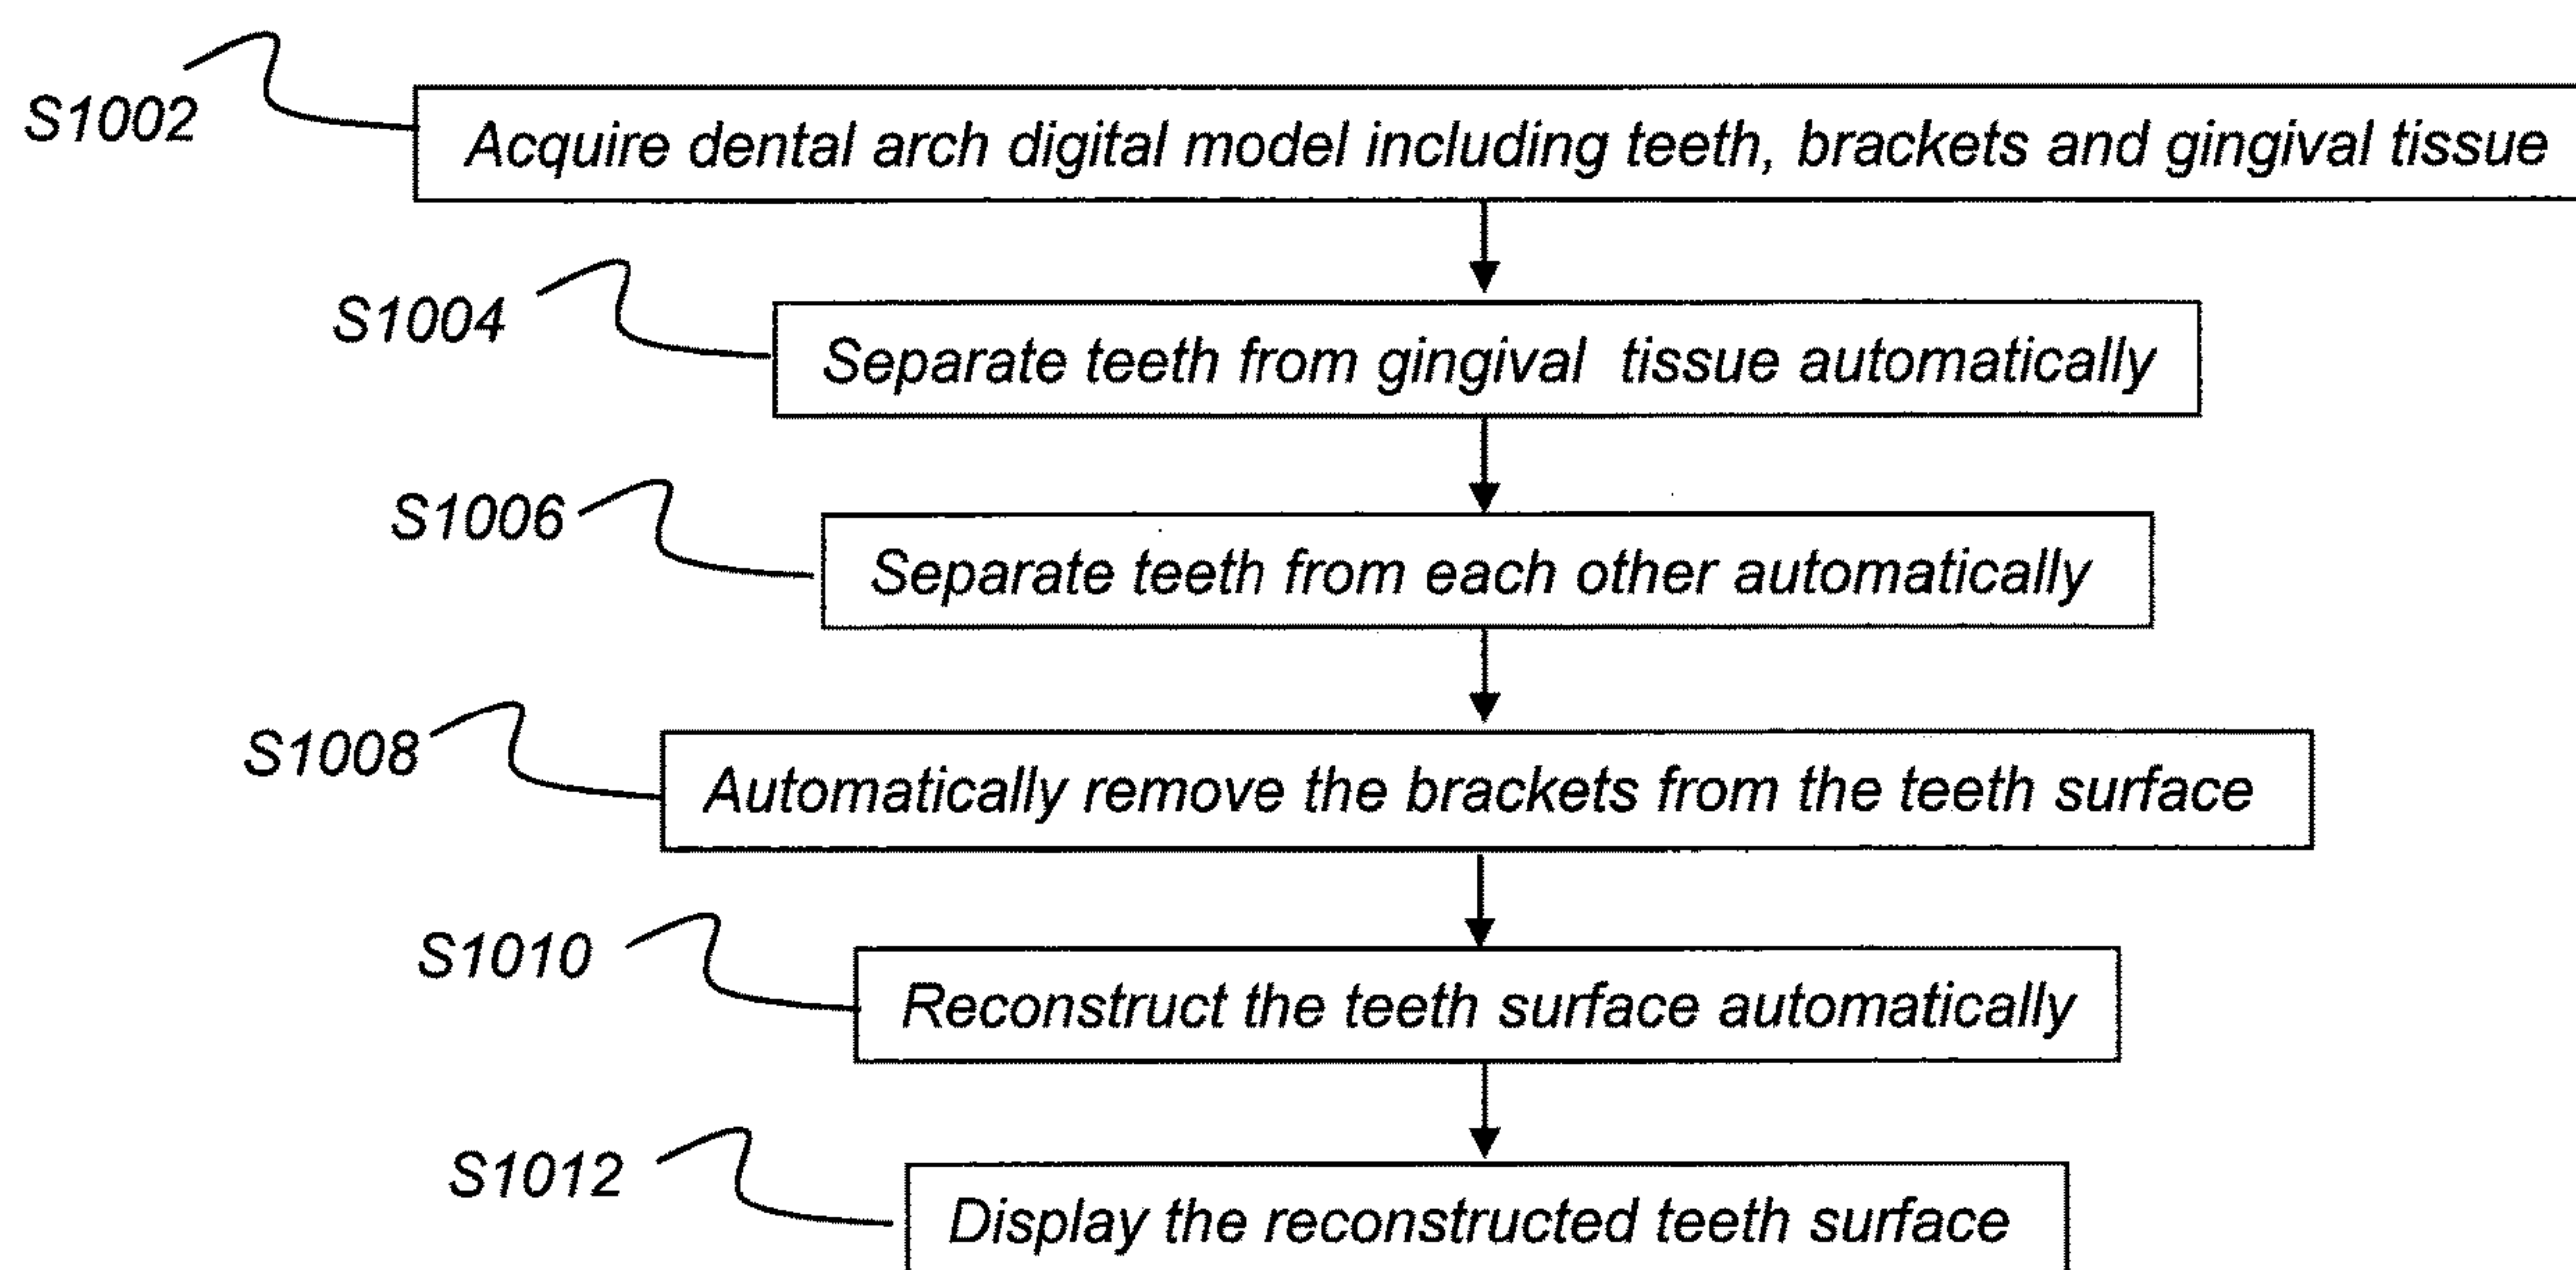 S1002
Acquire dental arch digital model including teeth, brackets and gingival tissue
S1004
Separate teeth from gingival tissue automatically
S1006
Separate teeth from each other automatically
S1008
Automatically remove the brackets from the teeth surface
S1010
Reconstruct the teeth surface automatically
S1012
Display the reconstructed teeth surface